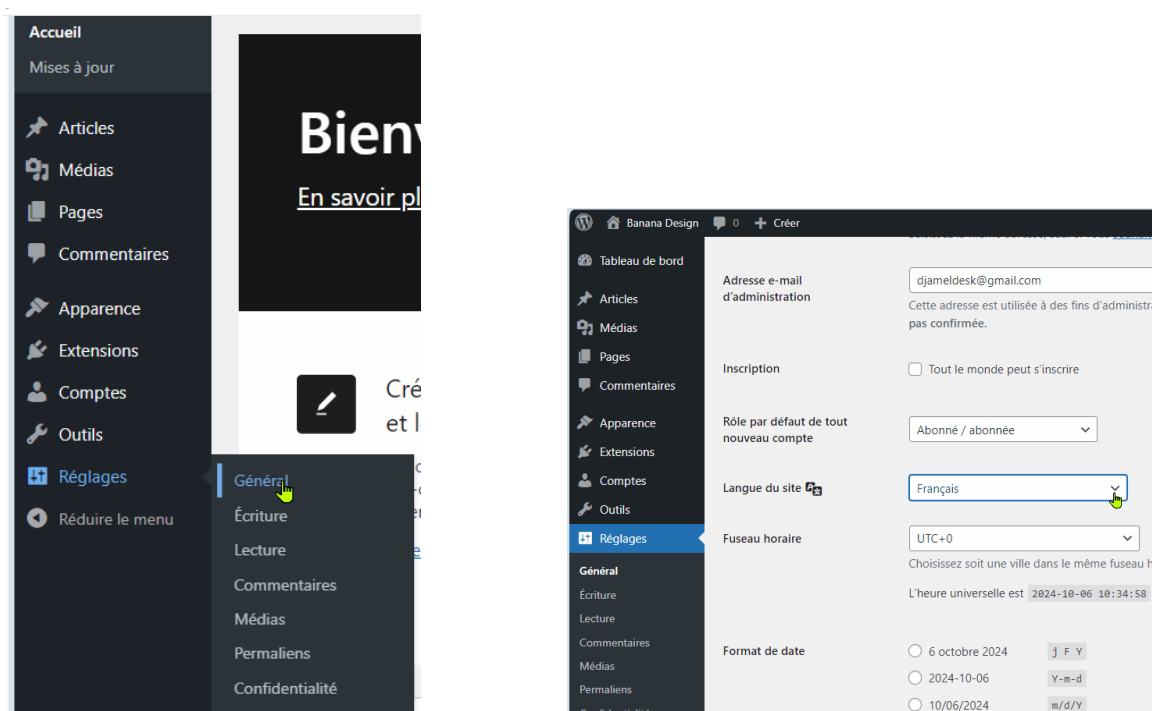 Accueil
Mises à jour
Articles
Médias
Pages
Commentaires
Apparence
Extensions
Comptes
Outils
Réglages
Réduire le menu
Général
Écriture
Lecture
Commentaires
Médias
Permaliens
Confidentialité
Bienv
En savoir pl
Cré
et l
Banana Design
0
Créer
Tableau de bord
Articles
Médias
Pages
Commentaires
Apparence
Extensions
Comptes
Outils
Réglages
Général
Écriture
Lecture
Commentaires
Médias
Permaliens
Adresse e-mail
d'administration
djameldesk@gmail.com
Cette adresse est utilisée à des fins d'administra
pas confirmée.
Inscription
Tout le monde peut s'inscrire
Rôle par défaut de tout
nouveau compte
Abonné / abonnée
Langue du site
Français
Fuseau horaire
UTC+0
Choisissez soit une ville dans le même fuseau h
L'heure universelle est 2024-10-06 10:34:58
Format de date
6 octobre 2024 j F Y
2024-10-06 Y-m-d
10/06/2024 m/d/Y